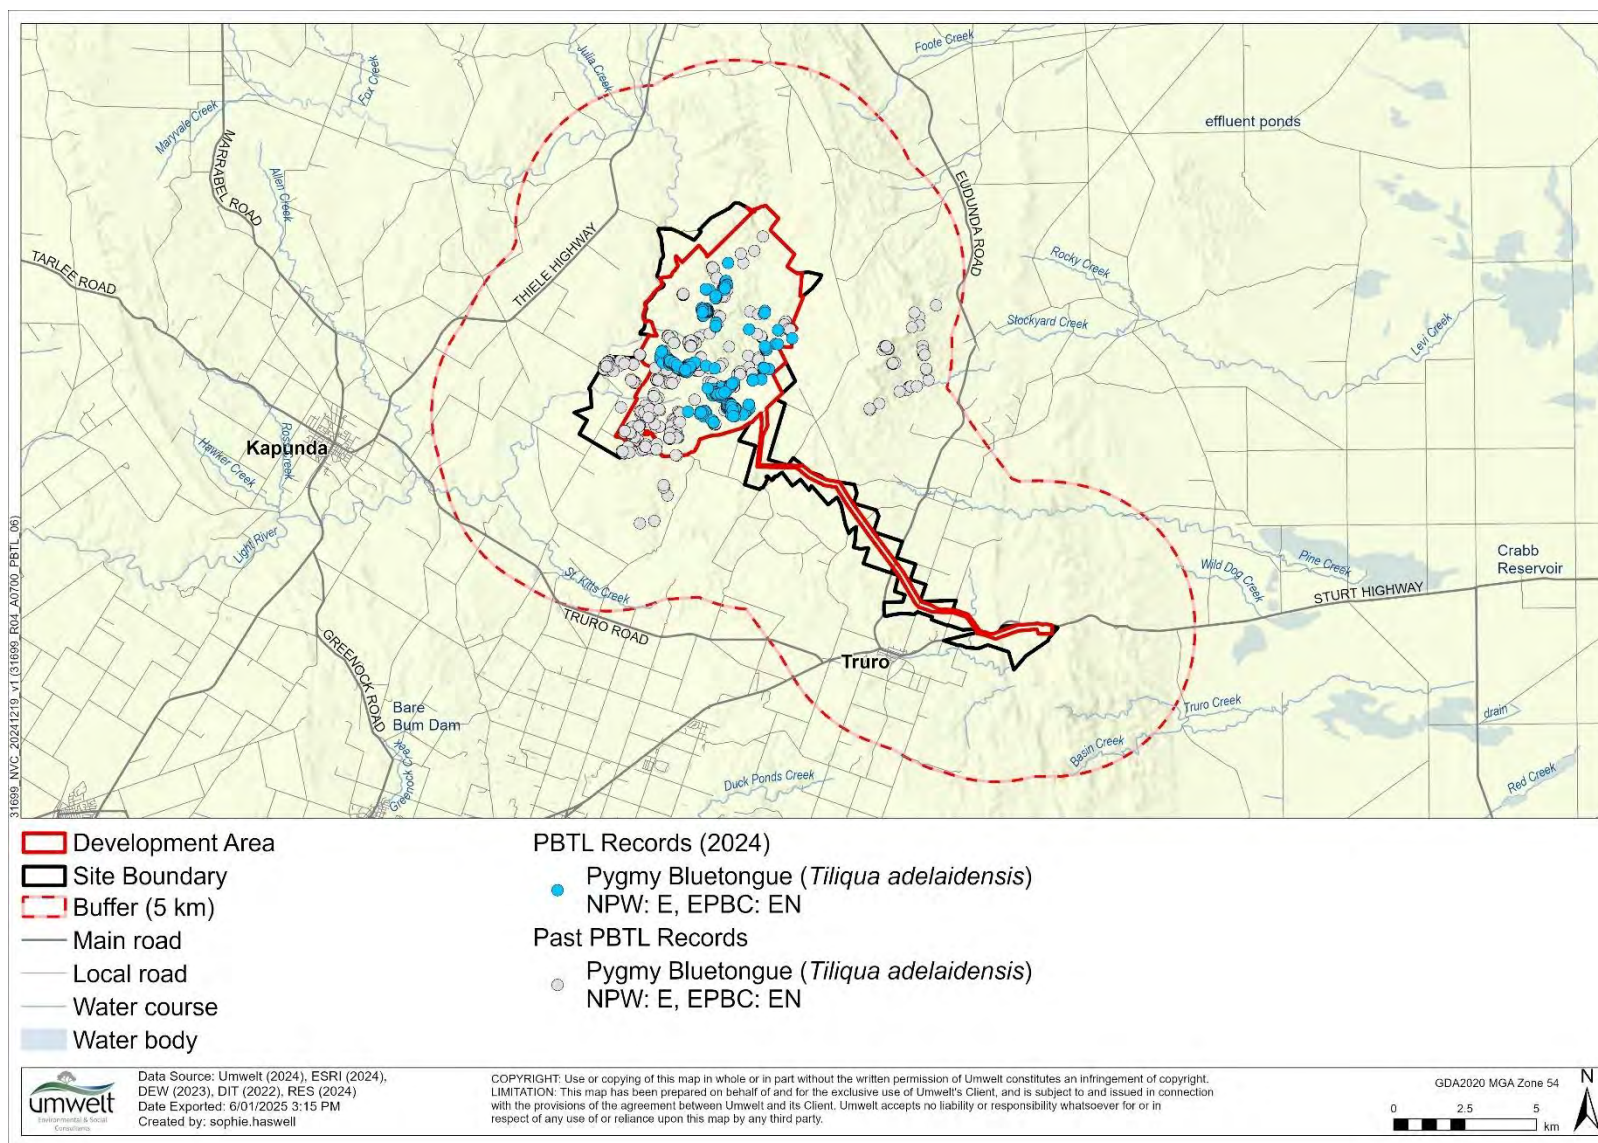 Foote Creek
Julia Creek
Fox Creek
Maryvale Creek
effluent ponds
MARRABEL ROAD
Allen Creek
EUDUNDA ROAD
TARLEE ROAD
THIELE HIGHWAY
Rocky Creek
Stockyard Creek
Levi Creek
Kapunda
Hawker Creek
Light River
St. Kitts Creek
Wild Dog Creek
Pine Creek
Crabb
Reservoir
STURT HIGHWAY
TRURO ROAD
GREENOCK ROAD
Truro
Bare
Bum Dam
Greenock Creek
Truro Creek
drain
Basin Creek
Duck Ponds Creek
Red Creek
31699_NVC_20241219_v1 (31699_R04_A0700_PBTL_06)
Development Area
Site Boundary
Buffer (5 km)
Main road
Local road
Water course
Water body
PBTL Records (2024)
Pygmy Bluetongue (Tiliqua adelaidensis)
NPW: E, EPBC: EN
Past PBTL Records
Pygmy Bluetongue (Tiliqua adelaidensis)
NPW: E, EPBC: EN
umwelt
Environmental & Social
Consultants
Data Source: Umwelt (2024), ESRI (2024),
DEW (2023), DIT (2022), RES (2024)
Date Exported: 6/01/2025 3:15 PM
Created by: sophie.haswell
COPYRIGHT: Use or copying of this map in whole or in part without the written permission of Umwelt constitutes an infringement of copyright.
LIMITATION: This map has been prepared on behalf of and for the exclusive use of Umwelt's Client, and is subject to and issued in connection
with the provisions of the agreement between Umwelt and its Client. Umwelt accepts no liability or responsibility whatsoever for or in
respect of any use of or reliance upon this map by any third party.
GDA2020 MGA Zone 54
N
0 2.5 5
km